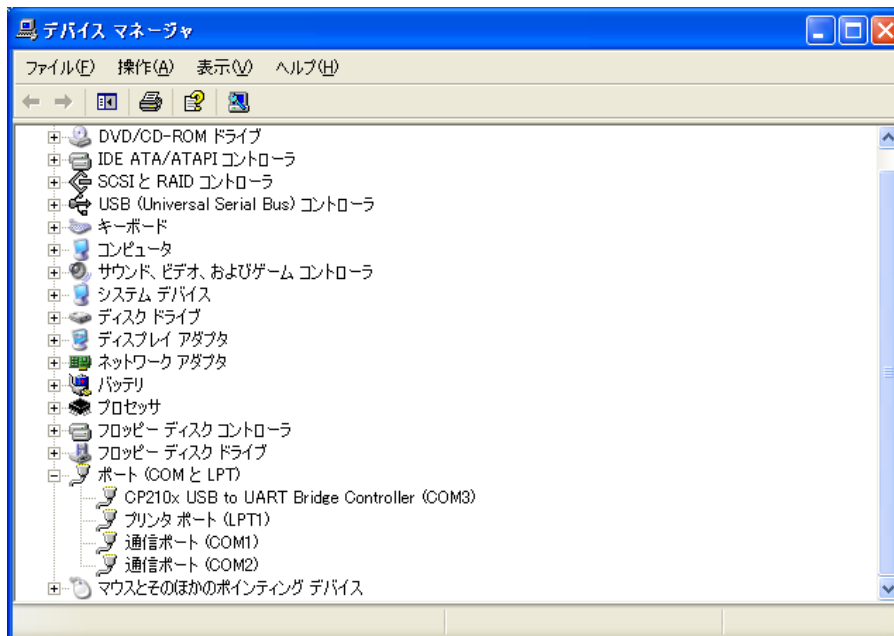 デバイス マネージャ
ファイル(F) 操作(A) 表示(V) ヘルプ(H)
DVD/CD-ROM ドライブ
IDE ATA/ATAPI コントローラ
SCSI と RAID コントローラ
USB (Universal Serial Bus) コントローラ
キーボード
コンピュータ
サウンド、ビデオ、およびゲーム コントローラ
システム デバイス
ディスク ドライブ
ディスプレイ アダプタ
ネットワーク アダプタ
バッテリ
プロセッサ
フロッピー ディスク コントローラ
フロッピー ディスク ドライブ
ポート (COM と LPT)
CP210x USB to UART Bridge Controller (COM3)
プリンタ ポート (LPT1)
通信ポート (COM1)
通信ポート (COM2)
マウスとそのほかのポインティング デバイス